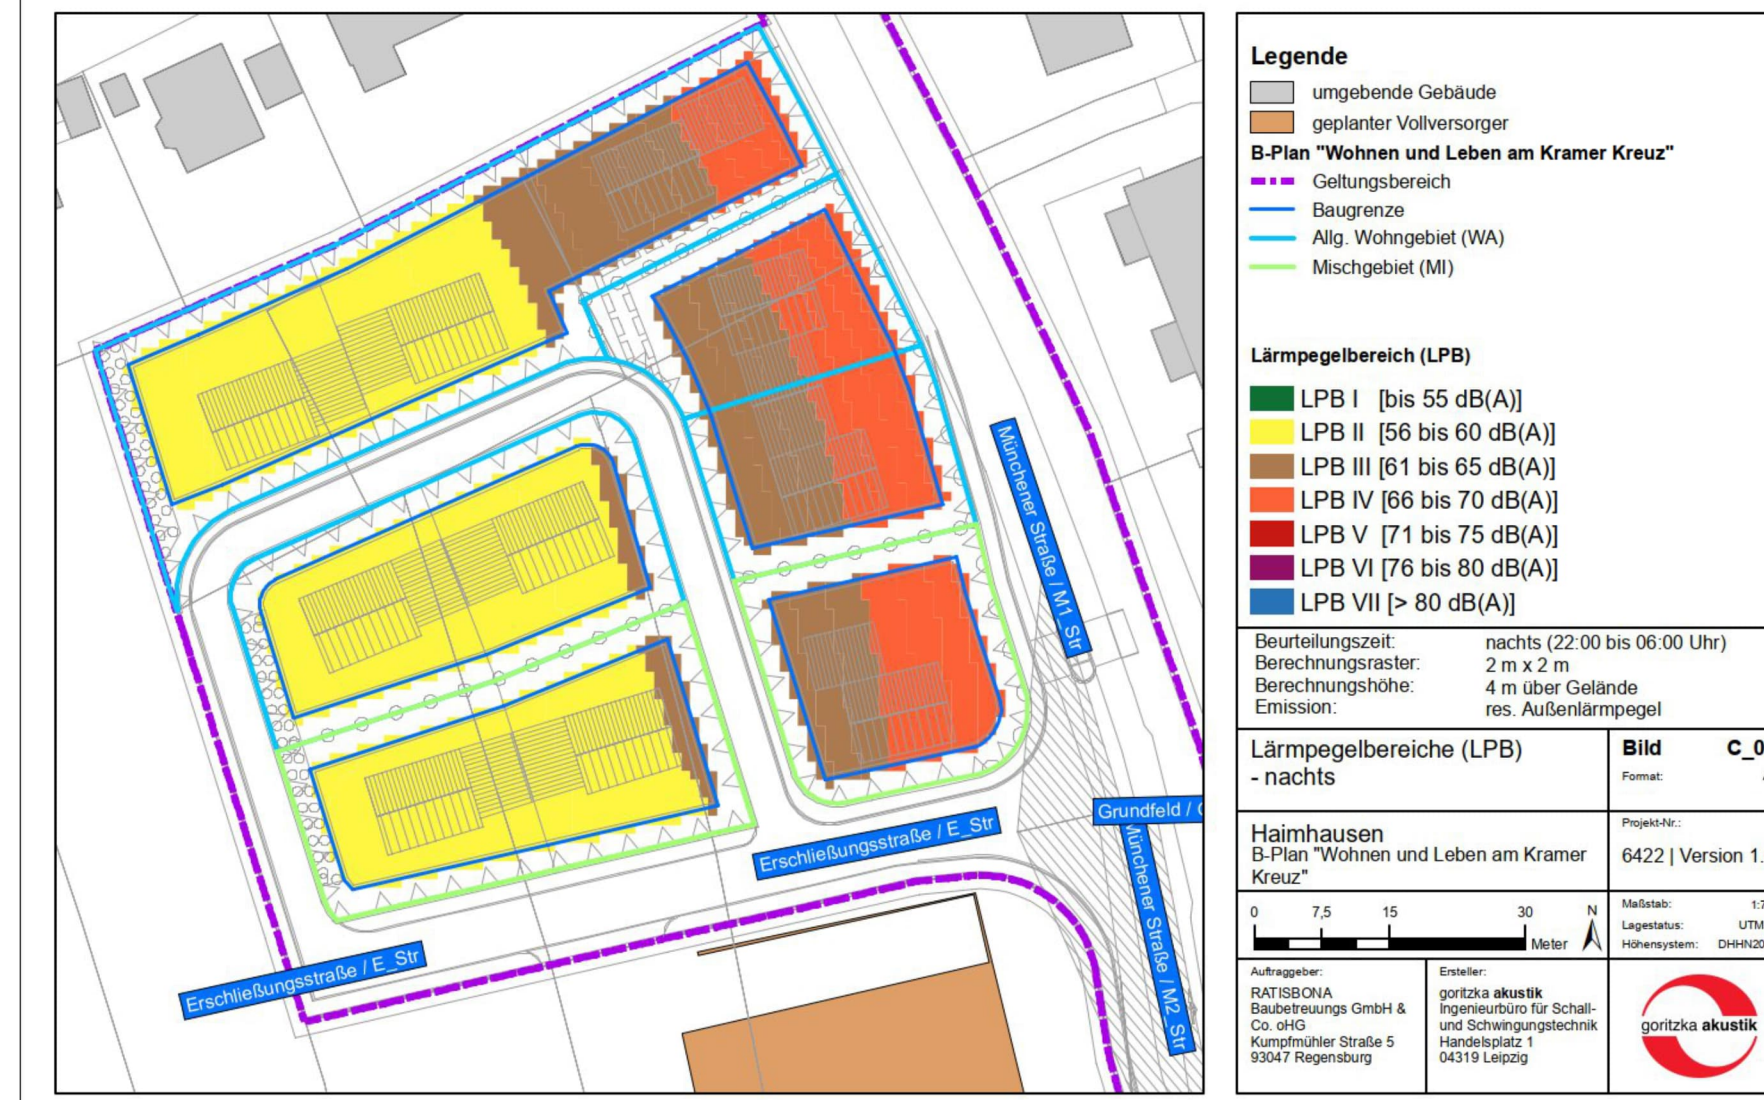 Münchener Straße / M1_Str
Grundfeld /
Erschließungsstraße / E_Str
Münchener Straße / M2_Str
Erschließungsstraße / E_Str
Legende
umgebende Gebäude
geplanter Vollversorger
B-Plan "Wohnen und Leben am Kramer Kreuz"
Geltungsbereich
Baugrenze
Allg. Wohngebiet (WA)
Mischgebiet (MI)
Lärmpegelbereich (LPB)
LPB I [bis 55 dB(A)]
LPB II [56 bis 60 dB(A)]
LPB III [61 bis 65 dB(A)]
LPB IV [66 bis 70 dB(A)]
LPB V [71 bis 75 dB(A)]
LPB VI [76 bis 80 dB(A)]
LPB VII [> 80 dB(A)]
Beurteilungszeit: nachts (22:00 bis 06:00 Uhr)
Berechnungsraster: 2 m x 2 m
Berechnungshöhe: 4 m über Gelände
Emission: res. Außenlärmpegel
Lärmpegelbereiche (LPB)
- nachts
Bild C_0
Format:
Haimhausen
B-Plan "Wohnen und Leben am Kramer
Kreuz"
Projekt-Nr.:
6422 | Version 1.
0 7,5 15 30
Meter
N
Maßstab: 1:7
Lagestatus: UTM
Höhensystem: DHHN20
Auftraggeber:
RATISBONA
Baubetreuungs GmbH &
Co. oHG
Kumpfmühler Straße 5
93047 Regensburg
Ersteller:
goritzka akustik
Ingenieurbüro für Schall-
und Schwingungstechnik
Handelsplatz 1
04319 Leipzig
goritzka akustik